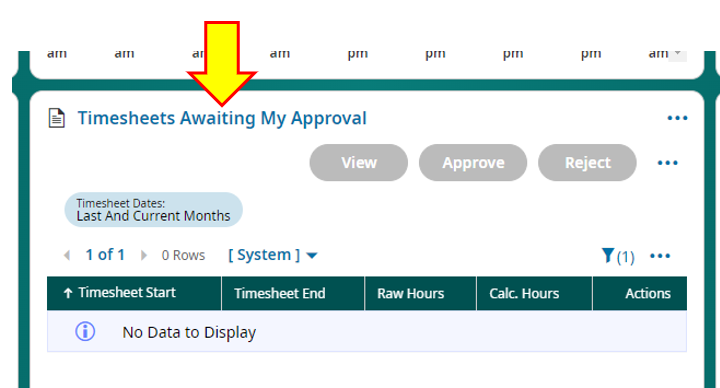 am am am am pm pm pm pm am
Timesheets Awaiting My Approval
View Approve Reject
Timesheet Dates:
Last And Current Months
1 of 1 0 Rows [ System ] (1)
Timesheet Start Timesheet End Raw Hours Calc. Hours Actions
No Data to Display